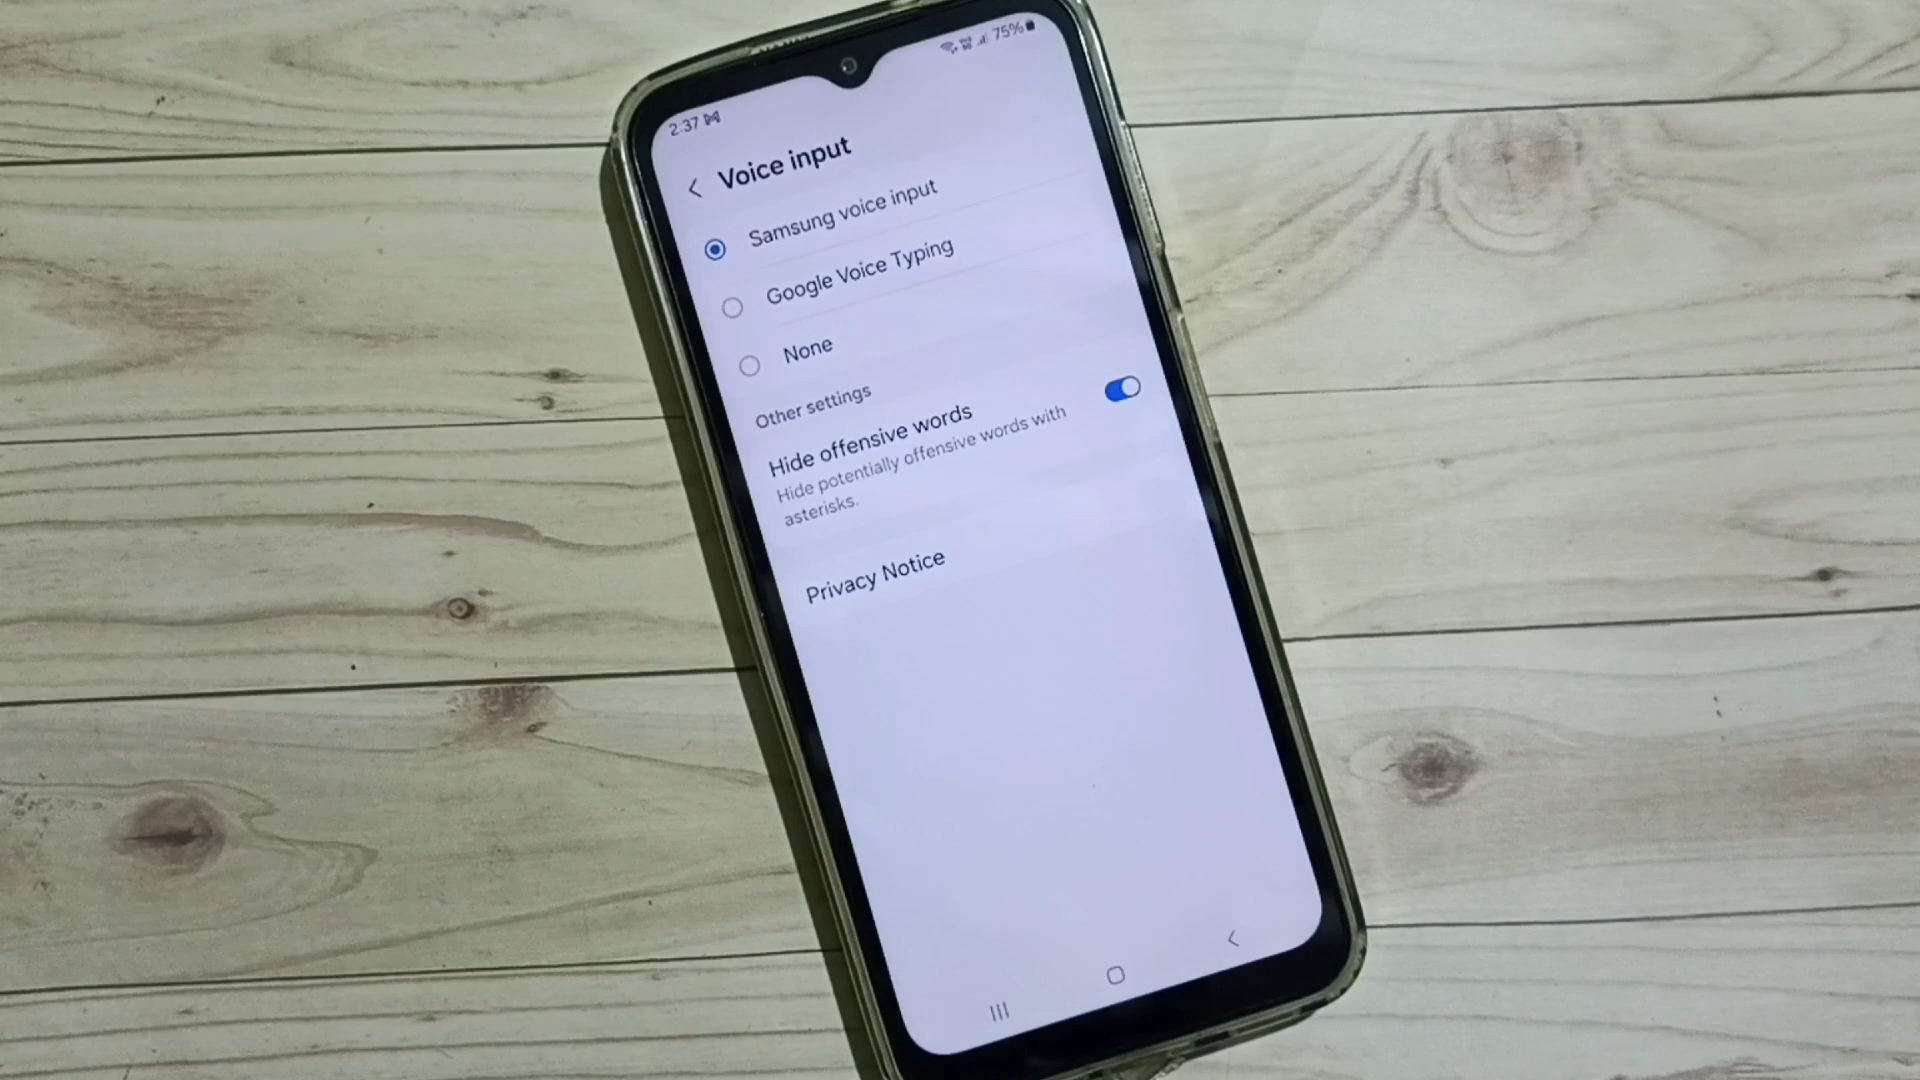 2:37
75%
Voice input
Samsung voice input
Google Voice Typing
None
Other settings
Hide offensive words
Hide potentially offensive words with
asterisks.
Privacy Notice